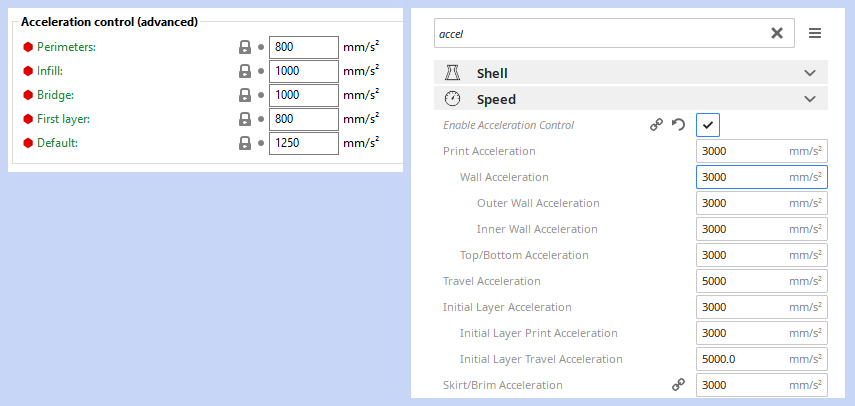 Acceleration control (advanced)
Perimeters: 800 mm/s²
Infill: 1000 mm/s²
Bridge: 1000 mm/s²
First layer: 800 mm/s²
Default: 1250 mm/s²
accel
Shell
Speed
Enable Acceleration Control
Print Acceleration 3000 mm/s²
Wall Acceleration 3000 mm/s²
Outer Wall Acceleration 3000 mm/s²
Inner Wall Acceleration 3000 mm/s²
Top/Bottom Acceleration 3000 mm/s²
Travel Acceleration 5000 mm/s²
Initial Layer Acceleration 3000 mm/s²
Initial Layer Print Acceleration 3000 mm/s²
Initial Layer Travel Acceleration 5000.0 mm/s²
Skirt/Brim Acceleration 3000 mm/s²